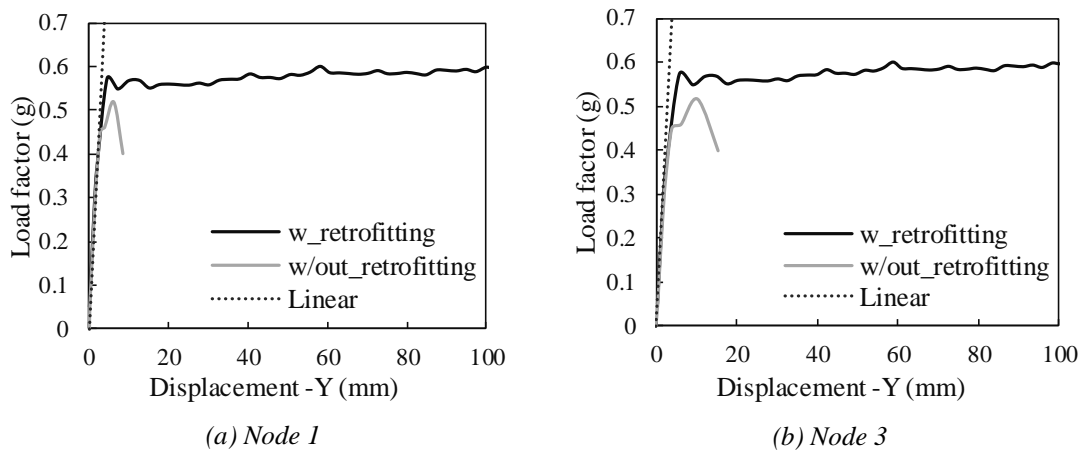 0.7
0.6
0.5
0.4
0.3
0.2
0.1
0
Load factor (g)
w_retrofitting
w/out_retrofitting
Linear
0 20 40 60 80 100
Displacement -Y (mm)
(a) Node 1
0.7
0.6
0.5
0.4
0.3
0.2
0.1
0
Load factor (g)
w_retrofitting
w/out_retrofitting
Linear
0 20 40 60 80 100
Displacement -Y (mm)
(b) Node 3